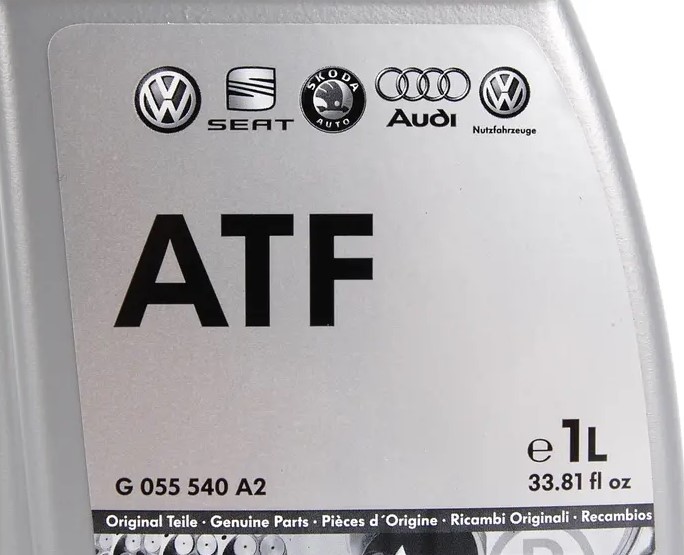 SEAT
ŠKODA
AUTO
Audi
Nutzfahrzeuge
ATF
e 1L
G 055 540 A2
33.81 fl oz
Original Teile · Genuine Parts · Pièces d´Origine · Ricambi Originali · Recambios